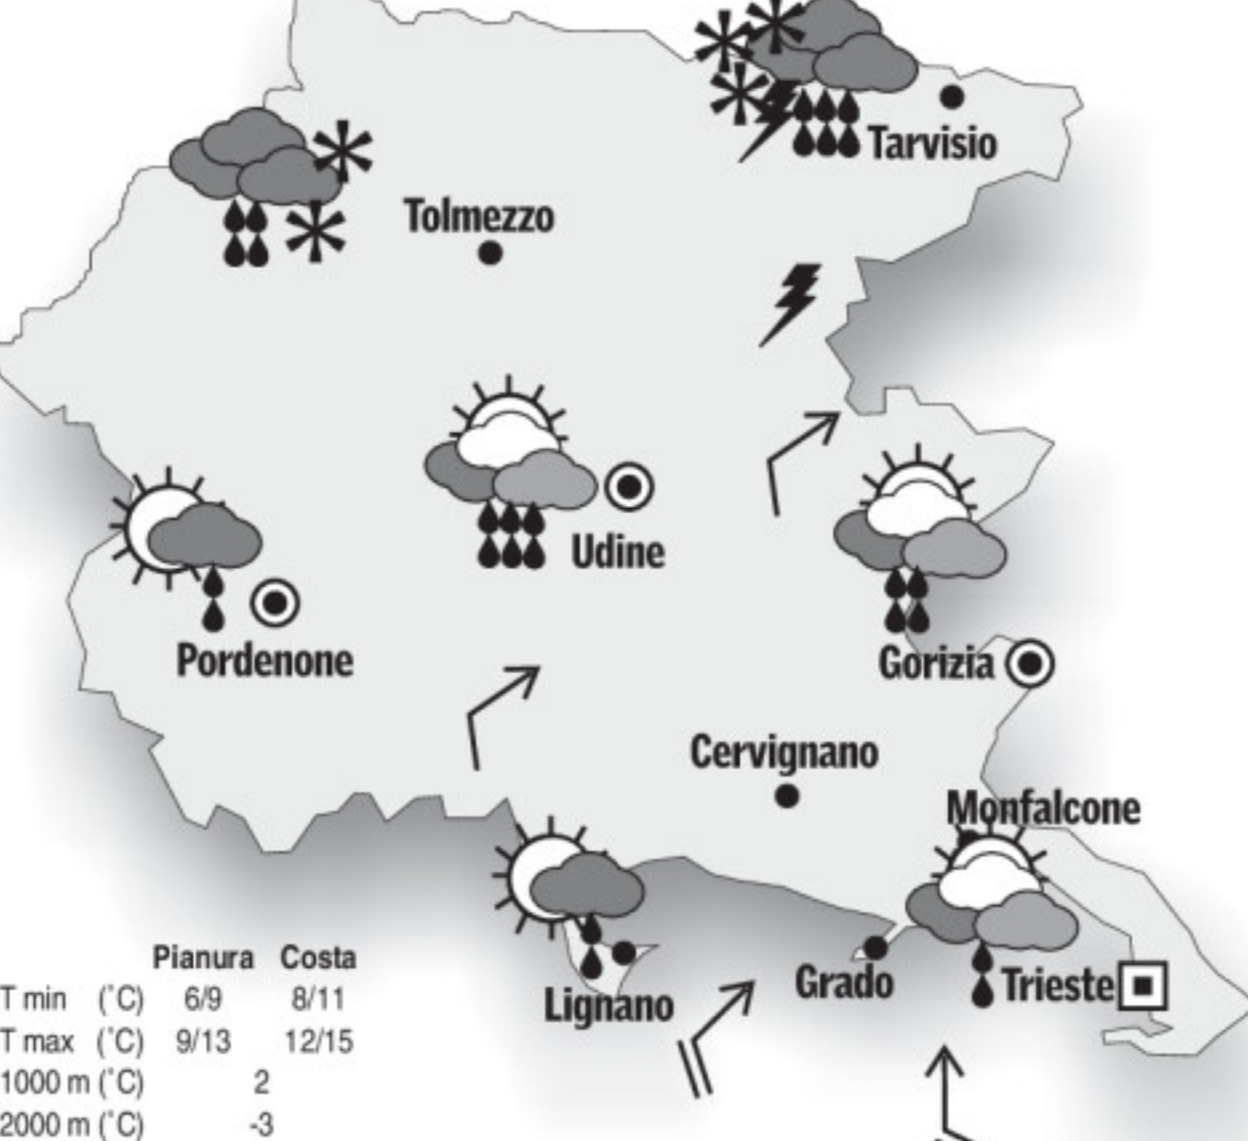 Tarvisio
Tolmezzo
Udine
Pordenone
Gorizia
Cervignano
Monfalcone
Grado
Trieste
Lignano
Pianura Costa
T min (°C) 6/9 8/11
T max (°C) 9/13 12/15
1000 m (°C) 2
2000 m (°C) -3